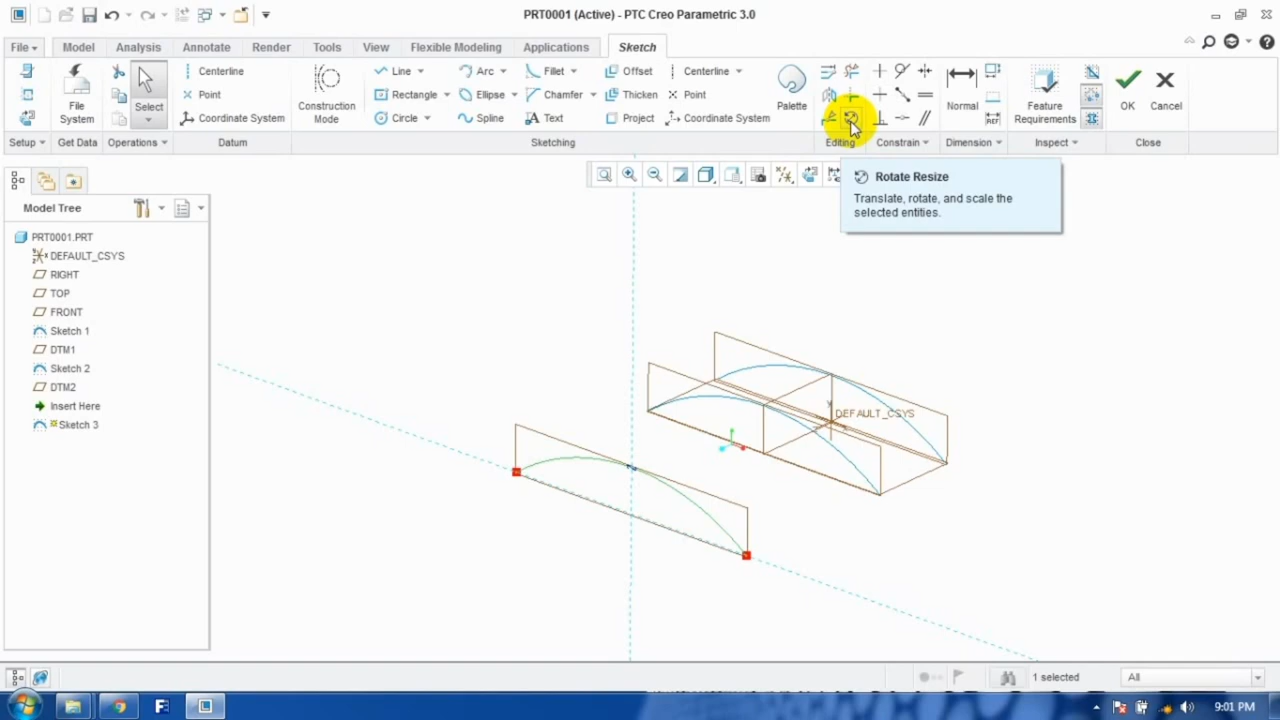 PRT0001 (Active) - PTC Creo Parametric 3.0
File Model Analysis Annotate Render Tools View Flexible Modeling Applications Sketch
File System
Select
Centerline
Point
Coordinate System
Construction Mode
Line Arc Fillet Offset Centerline
Rectangle Ellipse Chamfer Thicken Point
Circle Spline Text Project Coordinate System
Palette
Normal
REF
Feature Requirements
OK
Cancel
Setup Get Data Operations Datum Sketching Editing Constrain Dimension Inspect Close
Rotate Resize
Translate, rotate, and scale the
selected entities.
Model Tree
PRT0001.PRT
DEFAULT_CSYS
RIGHT
TOP
FRONT
Sketch 1
DTM1
Sketch 2
DTM2
Insert Here
Sketch 3
DEFAULT_CSYS
1 selected
All
9:01 PM